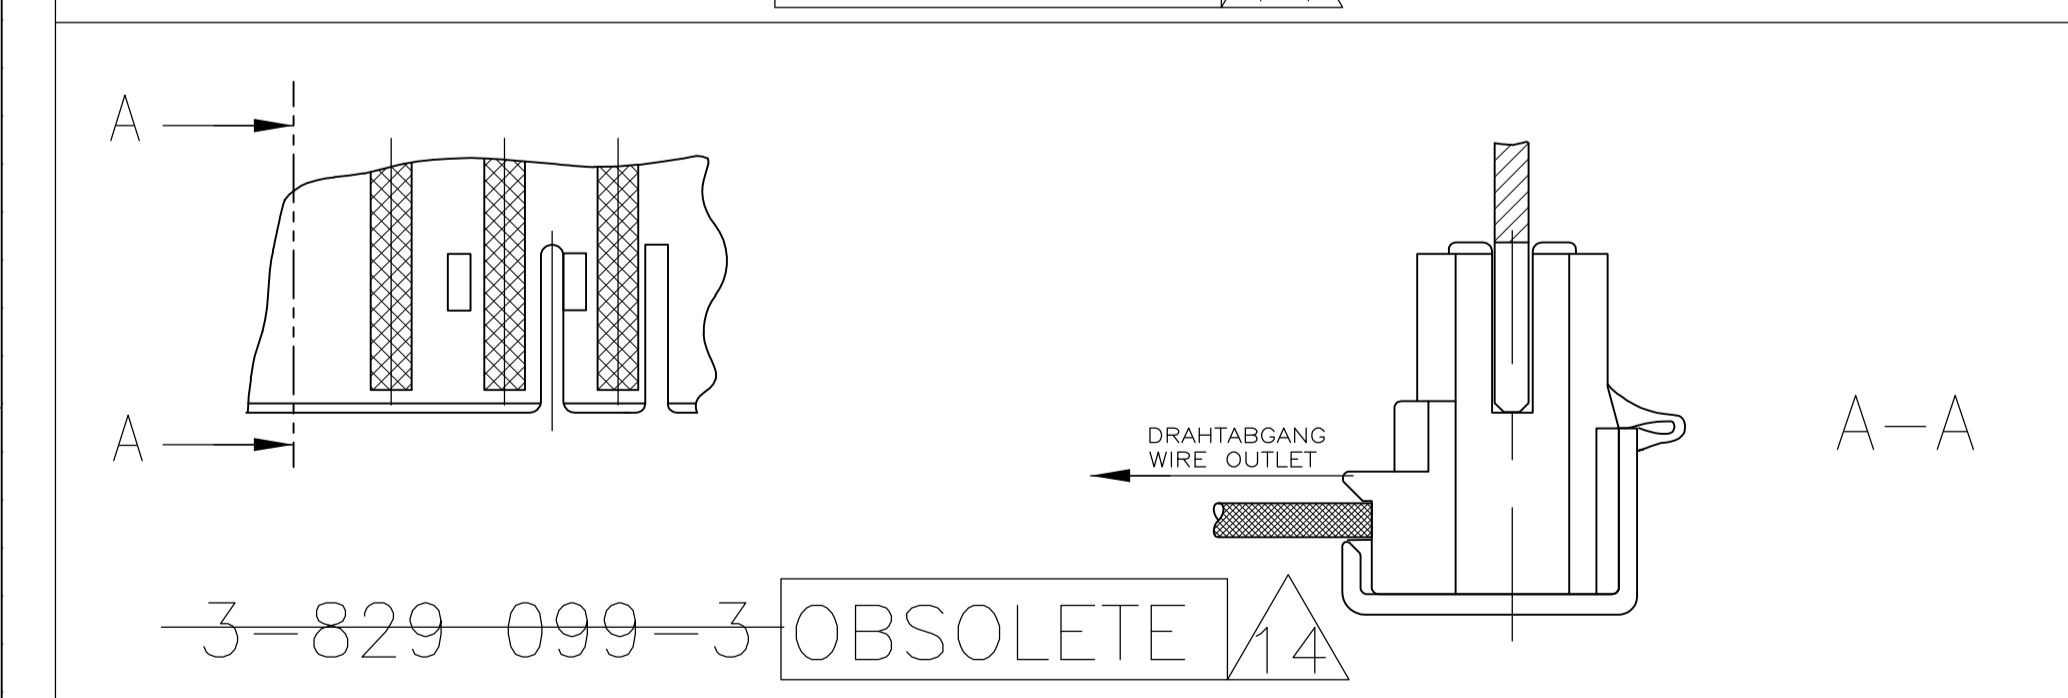 A
A
DRAHTABGANG
WIRE OUTLET
A-A
3-829 099-3 OBSOLETE 14